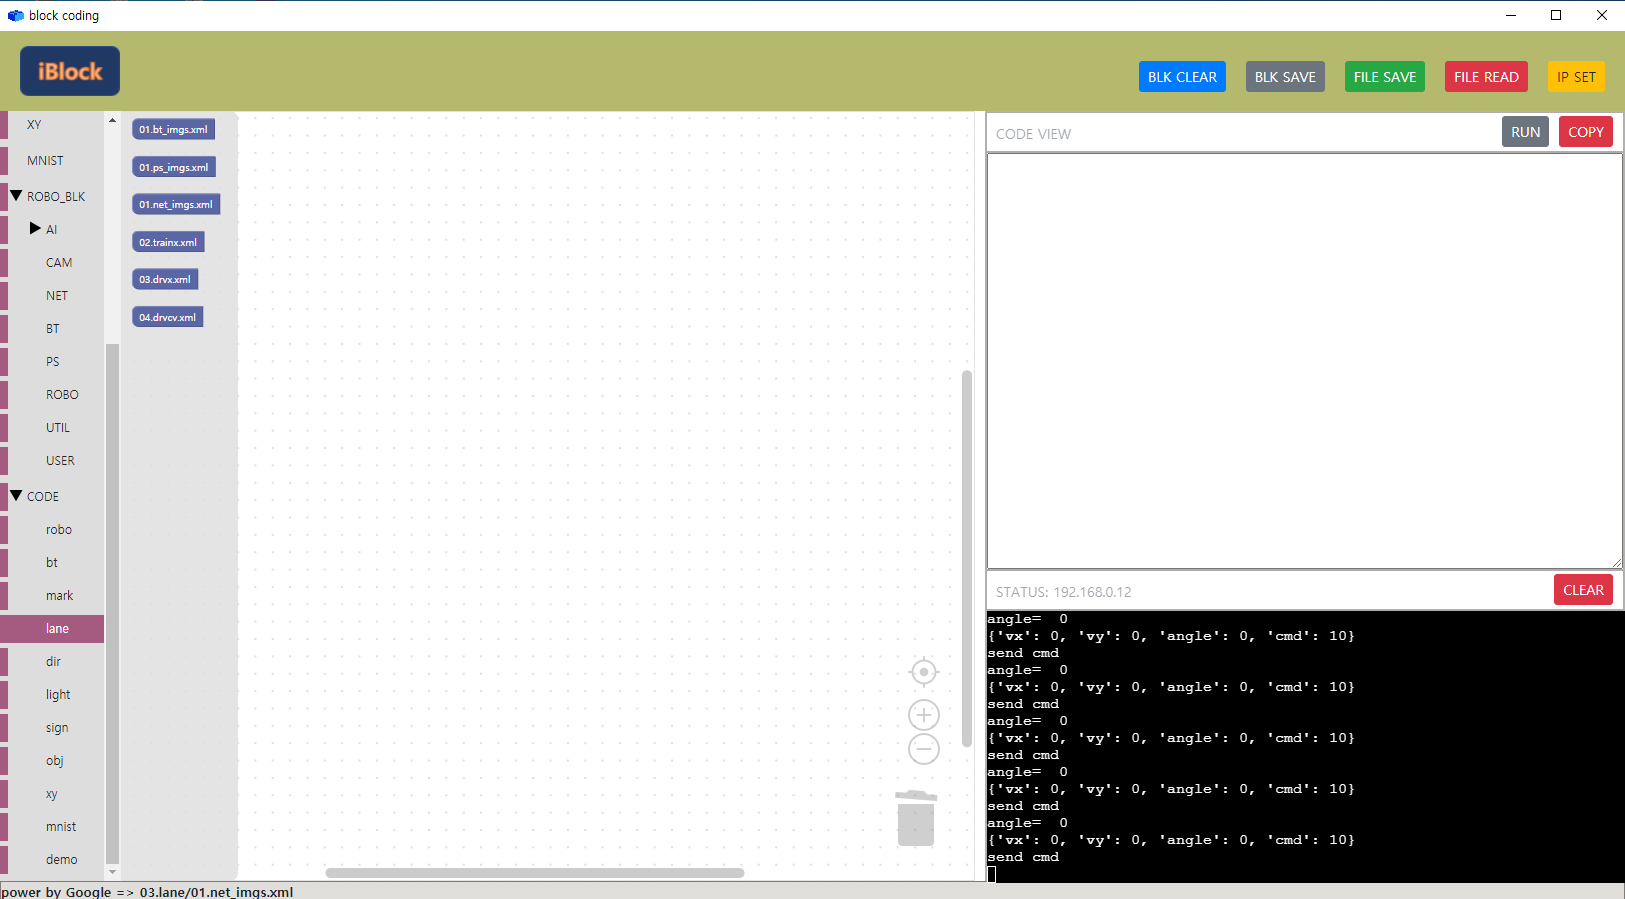 block coding
iBlock
BLK CLEAR
BLK SAVE
FILE SAVE
FILE READ
IP SET
XY
MNIST
ROBO_BLK
AI
CAM
NET
BT
PS
ROBO
UTIL
USER
CODE
robo
bt
mark
lane
dir
light
sign
obj
xy
mnist
demo
01.bt_imgs.xml
01.ps_imgs.xml
01.net_imgs.xml
02.trainx.xml
03.drvx.xml
04.drvcv.xml
CODE VIEW
RUN
COPY
STATUS: 192.168.0.12
CLEAR
angle=  0
{'vx': 0, 'vy': 0, 'angle': 0, 'cmd': 10}
send cmd
angle=  0
{'vx': 0, 'vy': 0, 'angle': 0, 'cmd': 10}
send cmd
angle=  0
{'vx': 0, 'vy': 0, 'angle': 0, 'cmd': 10}
send cmd
angle=  0
{'vx': 0, 'vy': 0, 'angle': 0, 'cmd': 10}
send cmd
angle=  0
{'vx': 0, 'vy': 0, 'angle': 0, 'cmd': 10}
send cmd
power by Google => 03.lane/01.net_imgs.xml